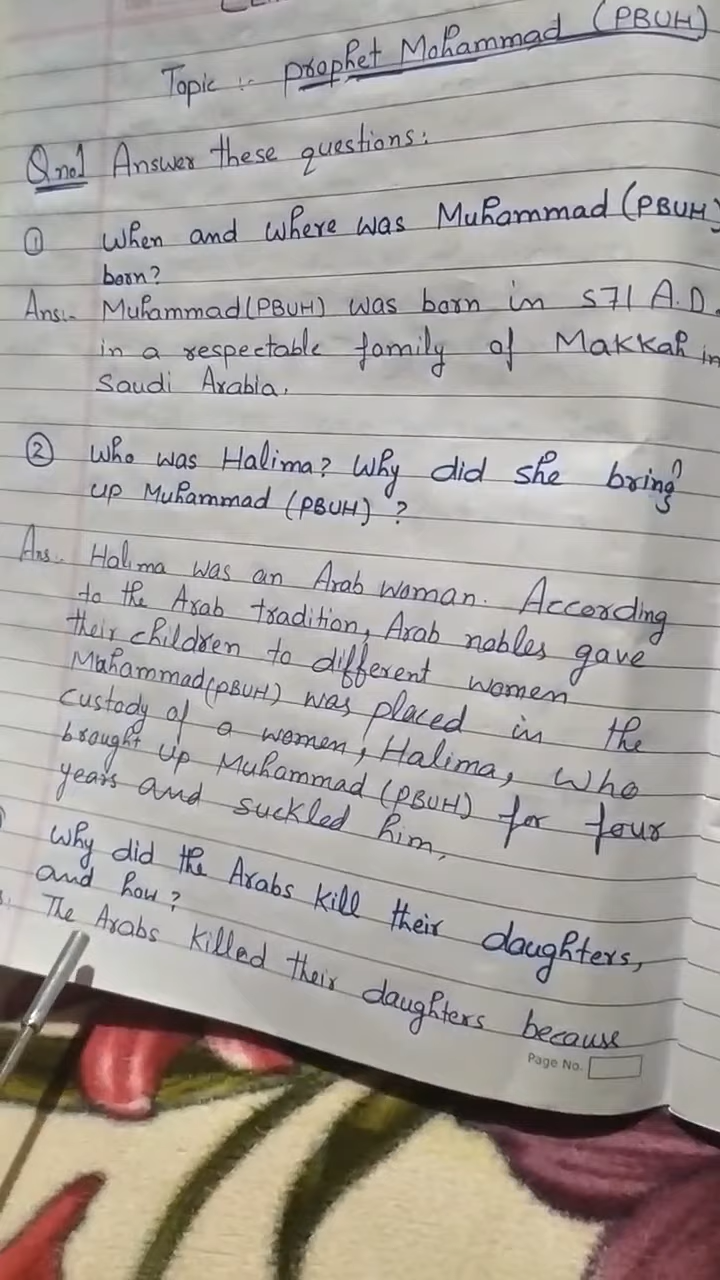 Topic :- Prophet Mohammad (PBUH)
Qno1 Answer these questions:
① When and where was Muhammad (PBUH)
born?
Ans:- Muhammad (PBUH) was born in 571 A.D.
in a respectable family of Makkah in
Saudi Arabia.
② Who was Halima? Why did she bring
up Muhammad (PBUH) ?
Ans. Halima was an Arab woman. According
to the Arab tradition, Arab nobles gave
their children to different women
Muhammad (PBUH) was placed in the
custody of a women, Halima, who
brought up Muhammad (PBUH) for four
years and suckled him,
Why did the Arabs kill their daughters,
and how?
The Arabs killed their daughters because
Page No.